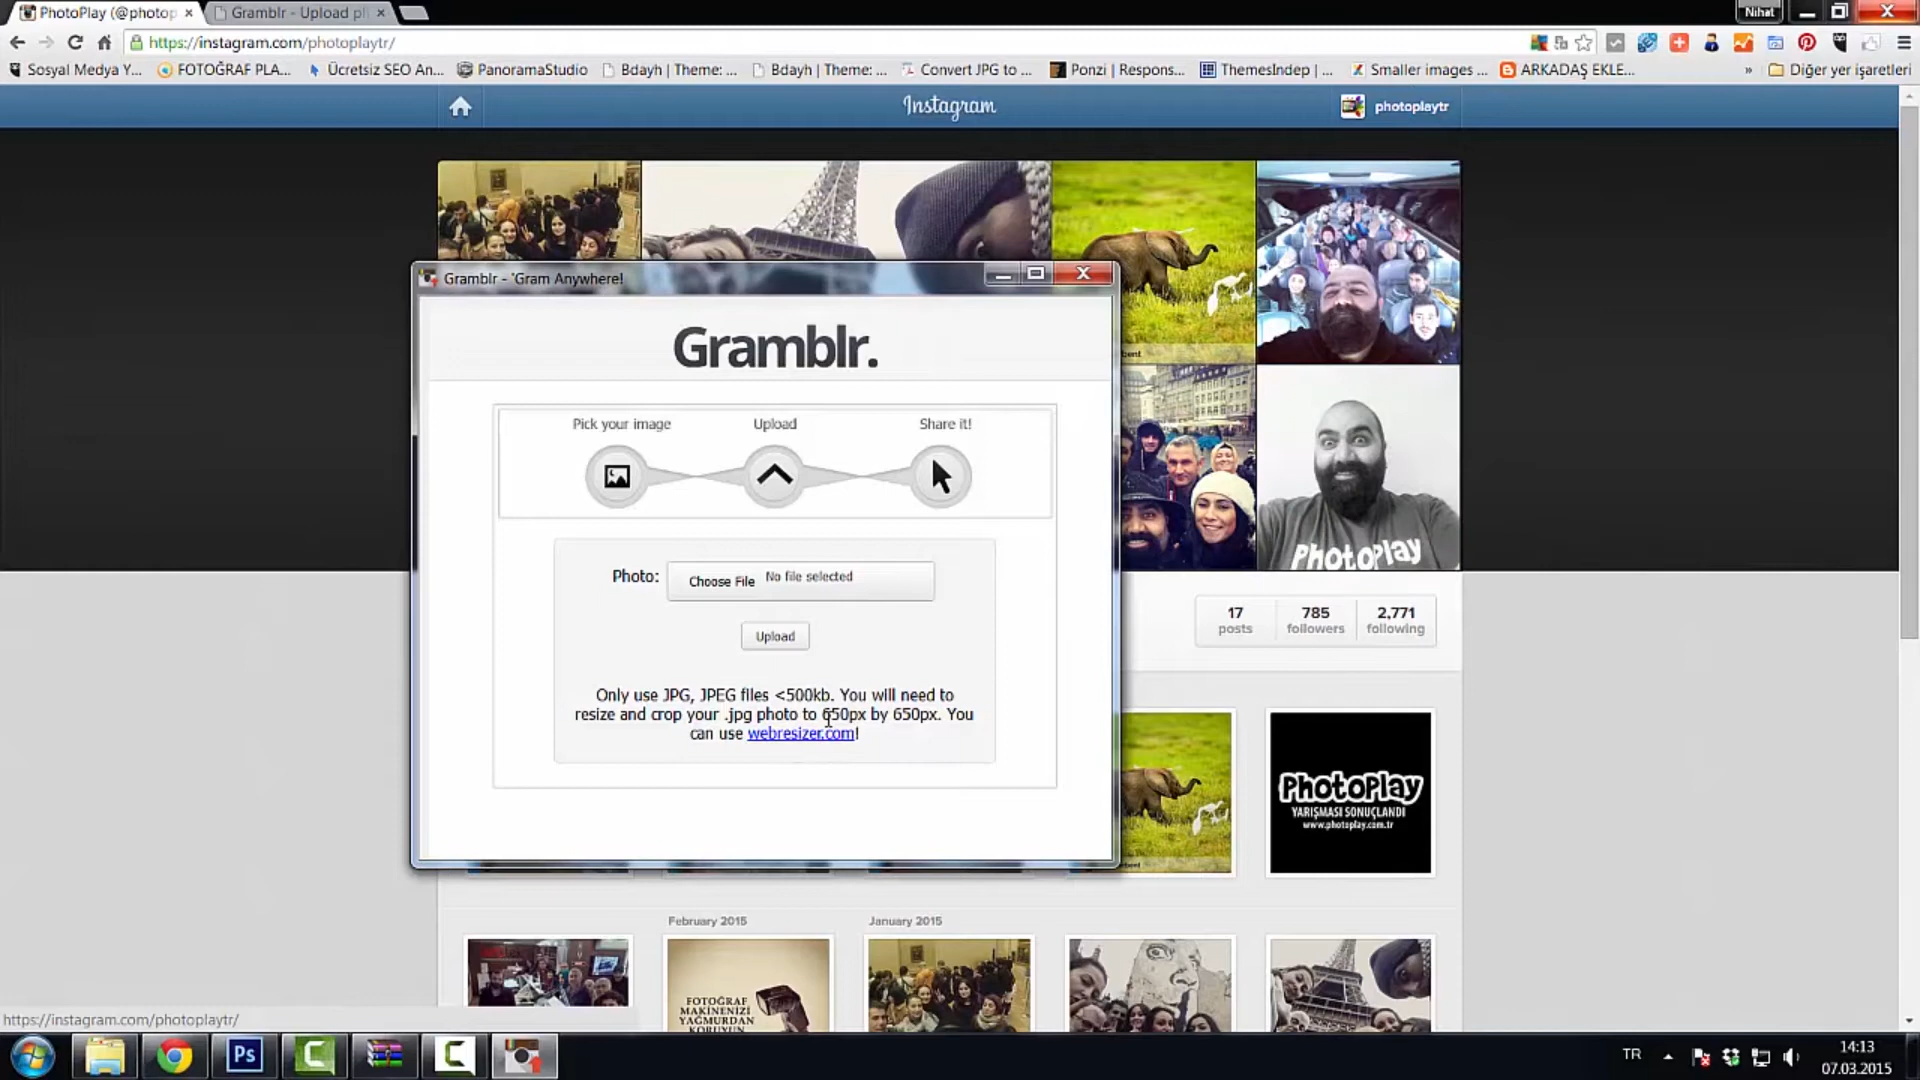 PhotoPlay (@photop
Gramblr - Upload pl
Nihat
https://instagram.com/photoplaytr/
Sosyal Medya Y...
FOTOĞRAF PLA...
Ücretsiz SEO An...
PanoramaStudio
Bdayh | Theme: ...
Bdayh | Theme: ...
Convert JPG to ...
Ponzi | Respons...
ThemesIndep | ...
Smaller images ...
ARKADAŞ EKLE...
»
Diğer yer işaretleri
Instagram
photoplaytr
Gramblr - 'Gram Anywhere!
Gramblr.
Pick your image
Upload
Share it!
Photo:
Choose File
No file selected
Upload
Only use JPG, JPEG files <500kb. You will need to
resize and crop your .jpg photo to 650px by 650px. You
can use webresizer.com!
PhotoPlay
17
posts
785
followers
2,771
following
PhotoPlay
YARIŞMASI SONUÇLANDI
www.photoplay.com.tr
February 2015
January 2015
FOTOĞRAF
MAKİNENİZİ
YAĞMURDAN
KORUYUN
https://instagram.com/photoplaytr/
Ps
TR
14:13
07.03.2015